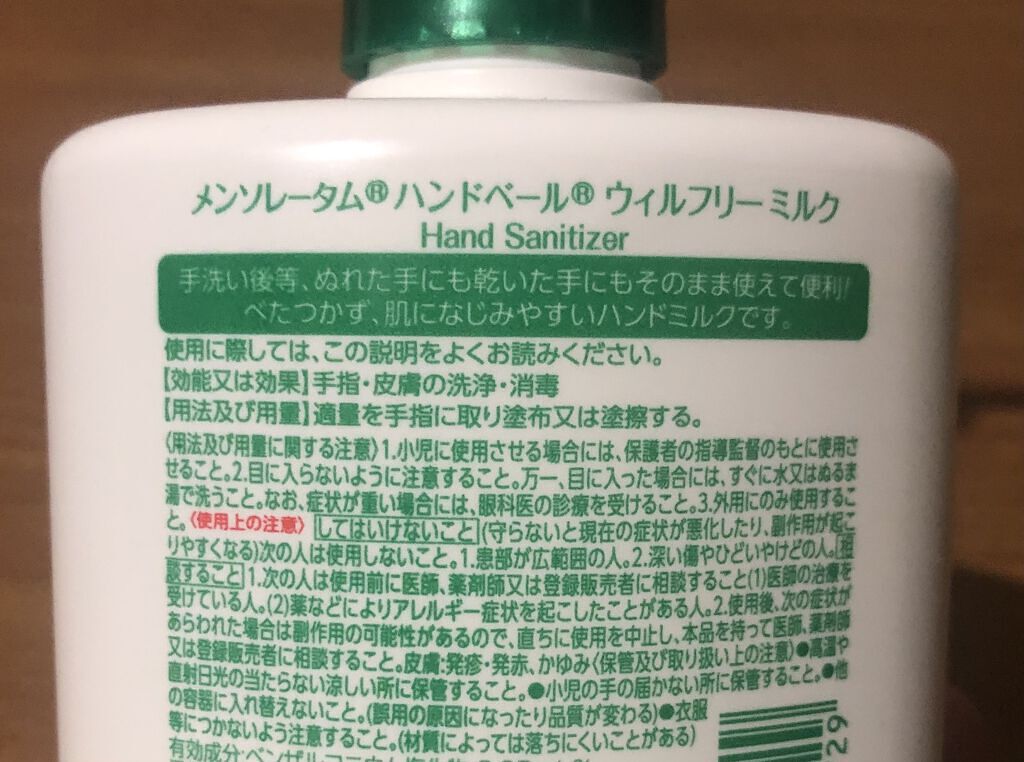 メンソレータム® ハンドベール® ウィルフリーミルク
Hand Sanitizer
手洗い後等、ぬれた手にも乾いた手にもそのまま使えて便利!
べたつかず、肌になじみやすいハンドミルクです。
使用に際しては、この説明をよくお読みください。
【効能又は効果】手指・皮膚の洗浄・消毒
【用法及び用量】適量を手指に取り塗布又は塗擦する。
〈用法及び用量に関する注意〉1.小児に使用させる場合には、保護者の指導監督のもとに使用さ
せること。2.目に入らないように注意すること。万一、目に入った場合には、すぐに水又はぬるま
湯で洗うこと。なお、症状が重い場合には、眼科医の診療を受けること。3.外用にのみ使用するこ
と。〈使用上の注意〉 してはいけないこと (守らないと現在の症状が悪化したり、副作用が起こ
りやすくなる)次の人は使用しないこと。1.患部が広範囲の人。2.深い傷やひどいやけどの人。相
談すること 1.次の人は使用前に医師、薬剤師又は登録販売者に相談すること(1)医師の治療を
受けている人。(2)薬などによりアレルギー症状を起こしたことがある人。2.使用後、次の症状が
あらわれた場合は副作用の可能性があるので、直ちに使用を中止し、本品を持って医師、薬剤師
又は登録販売者に相談すること。皮膚:発疹・発赤、かゆみ〈保管及び取り扱い上の注意〉●高温や
直射日光の当たらない涼しい所に保管すること。●小児の手の届かない所に保管すること。●他
の容器に入れ替えないこと。(誤用の原因になったり品質が変わる)●衣服
等につかないよう注意すること。(材質によっては落ちにくいことがある)
有効成分:ベンザルコニウム塩化物
29